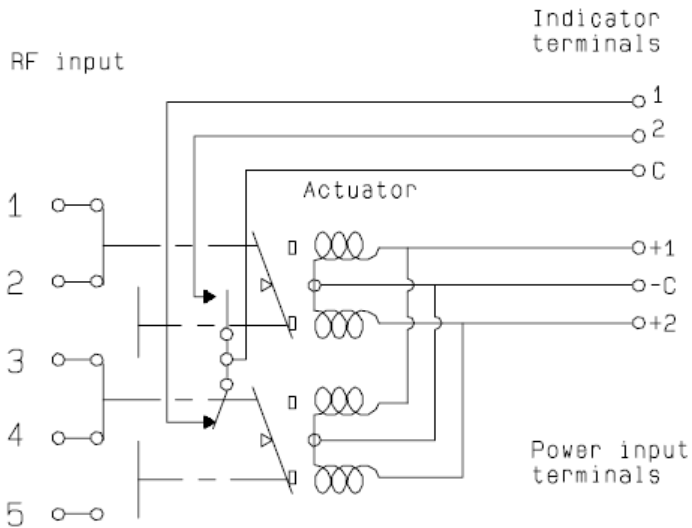 Indicator
terminals
RF input
1
2
C
Actuator
1
2
3
4
5
+1
-C
+2
Power input
terminals